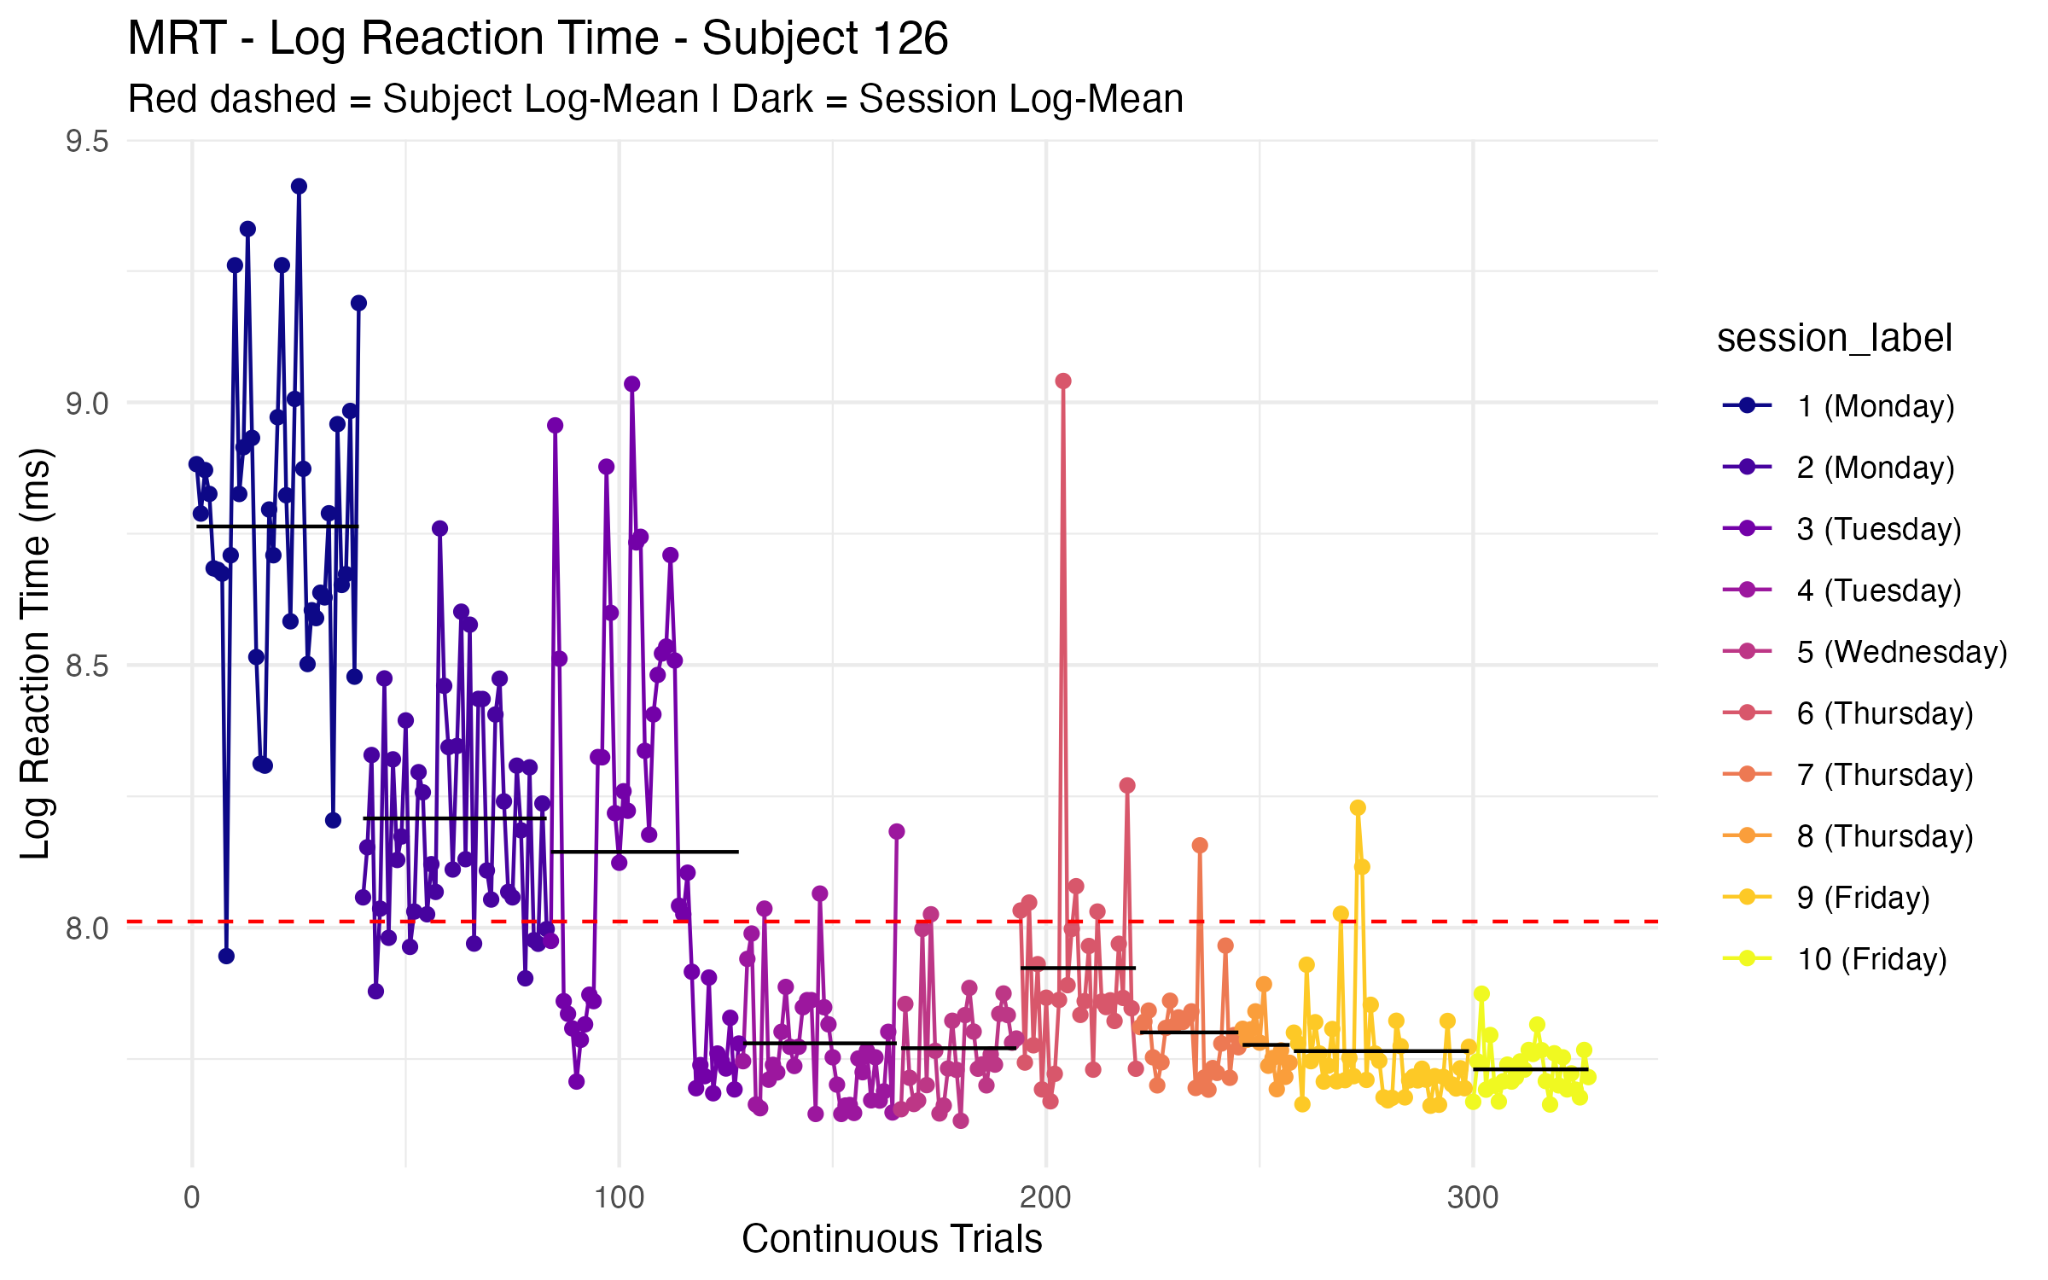 MRT - Log Reaction Time - Subject 126
Red dashed = Subject Log-Mean | Dark = Session Log-Mean
Log Reaction Time (ms)
9.5
9.0
8.5
8.0
0
100
200
300
Continuous Trials
session_label
1 (Monday)
2 (Monday)
3 (Tuesday)
4 (Tuesday)
5 (Wednesday)
6 (Thursday)
7 (Thursday)
8 (Thursday)
9 (Friday)
10 (Friday)